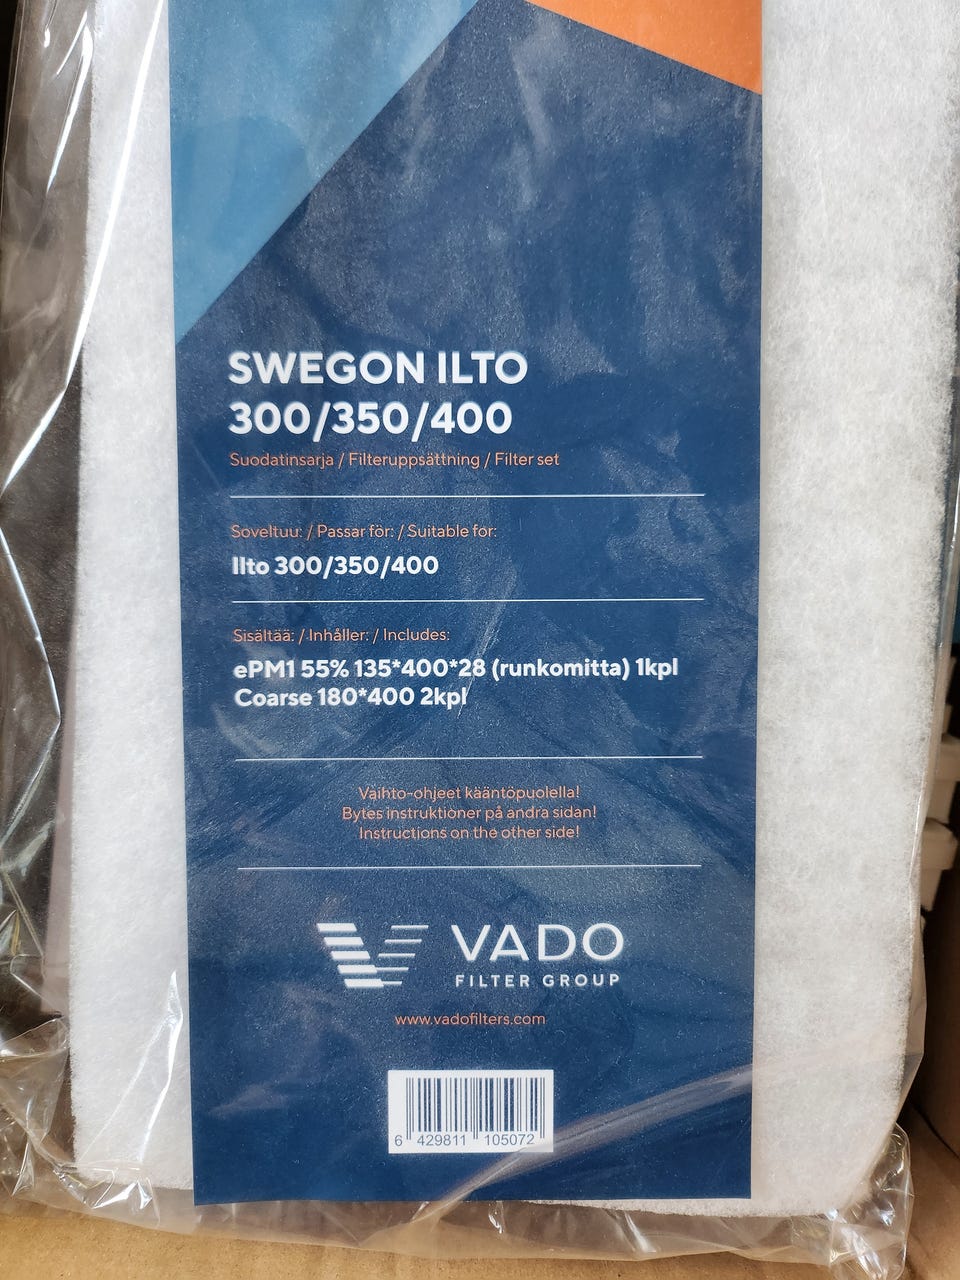 SWEGON ILTO
300/350/400
Suodatinsarja / Filteruppsättning / Filter set
Soveltuu: / Passar för: / Suitable for:
Ilto 300/350/400
Sisältää: / Inhåller: / Includes:
ePM1 55% 135*400*28 (runkomitta) 1kpl
Coarse 180*400 2kpl
Vaihto-ohjeet kääntöpuolella!
Bytes instruktioner på andra sidan!
Instructions on the other side!
VADO
FILTER GROUP
www.vadofilters.com
6 429811 105072